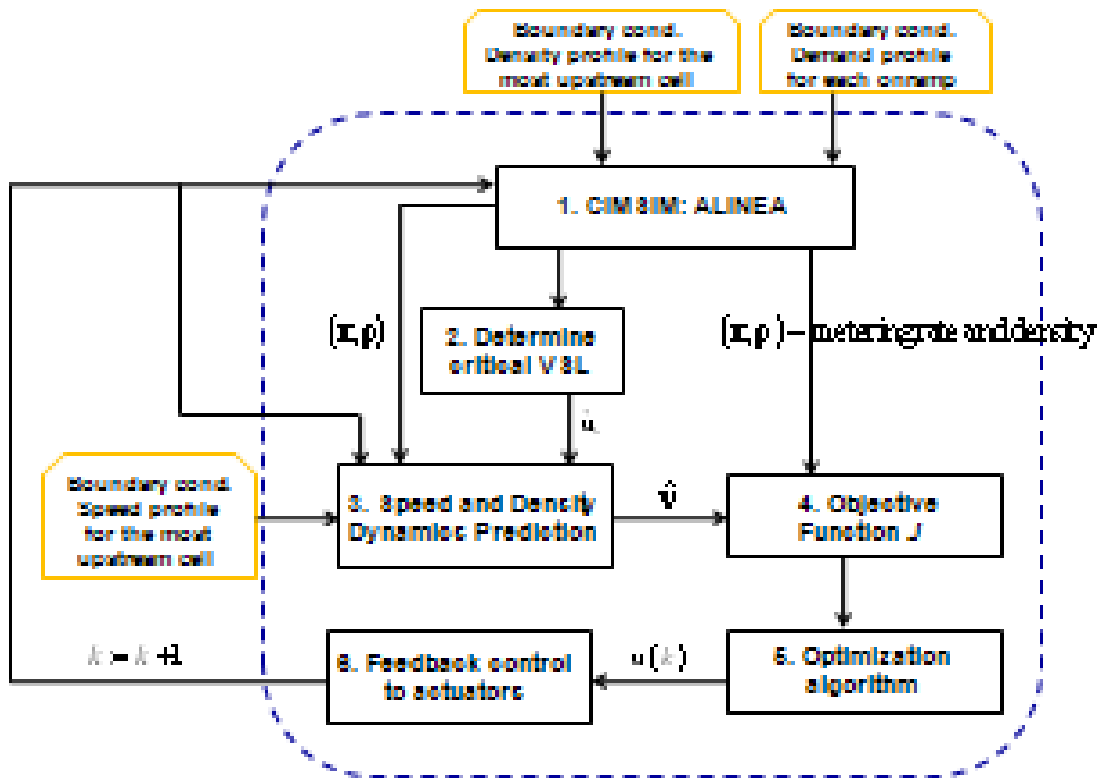 Boundary cond.
Density profile for the
most upstream cell
Boundary cond.
Demand profile
for each onramp
1. CIMSIM: ALINEA
2. Determine
critical VSL
(π,ρ)
(π,ρ) – metering rate and density
Boundary cond.
Speed profile
for the most
upstream cell
3. Speed and Density
Dynamics Prediction
4. Objective
Function J
k := k +1
6. Feedback control
to actuators
u(k)
5. Optimization
algorithm